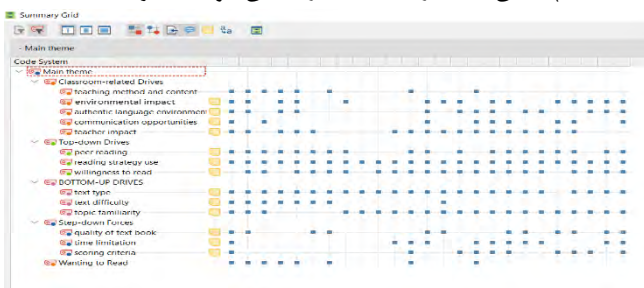 Summary Grid
- Main theme
Code System
Main theme
Classroom-related Drives
teaching method and content
environmental impact
authentic language environmen
communication opportunities
teacher impact
Top-down Drives
peer reading
reading strategy use
willingness to read
BOTTOM-UP DRIVES
text type
text difficulty
topic familiarity
Step-down Forces
quality of text book
time limitation
scoring criteria
Wanting to Read